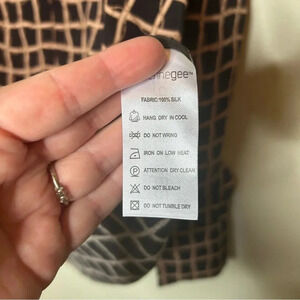 FABRIC:100% SILK
HANG DRY IN COOL
DO NOT WRING
IRON ON LOW HEAT
ATTENTION DRY CLEAN
DO NOT BLEACH
DO NOT TUMBLE DRY